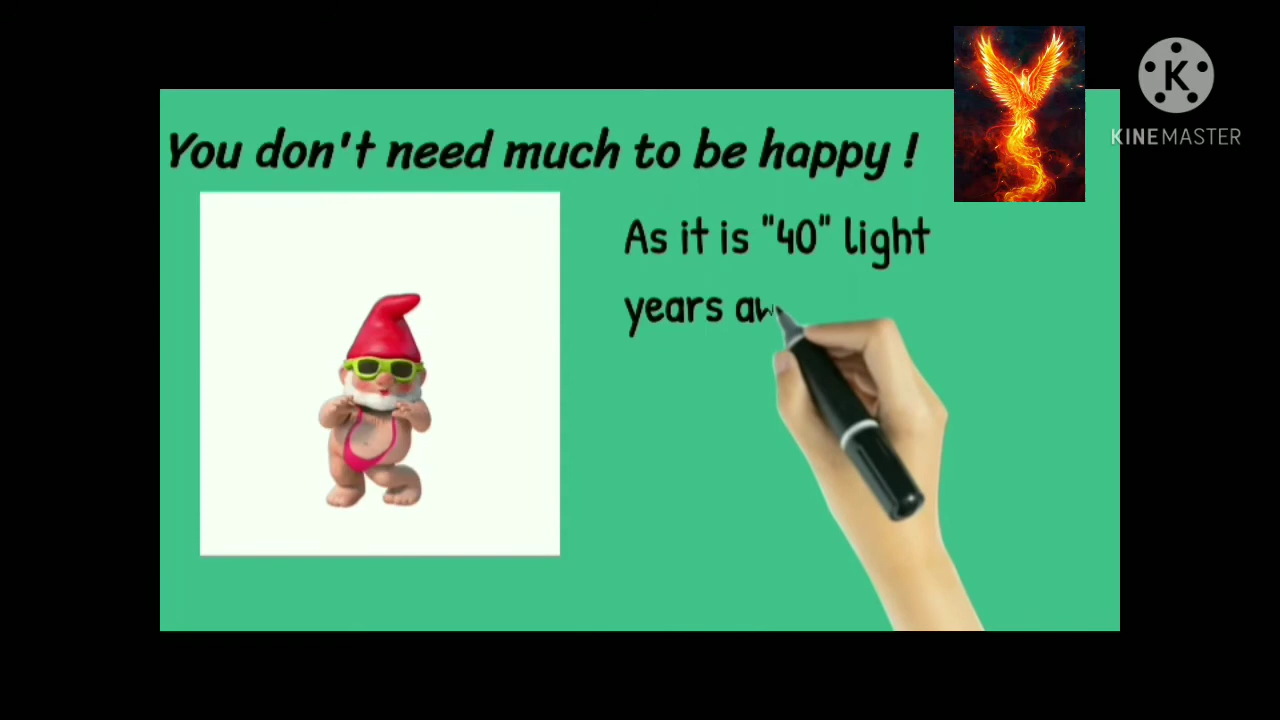 You don't need much to be happy !
As it is "40" light
years aw
K
KINEMASTER